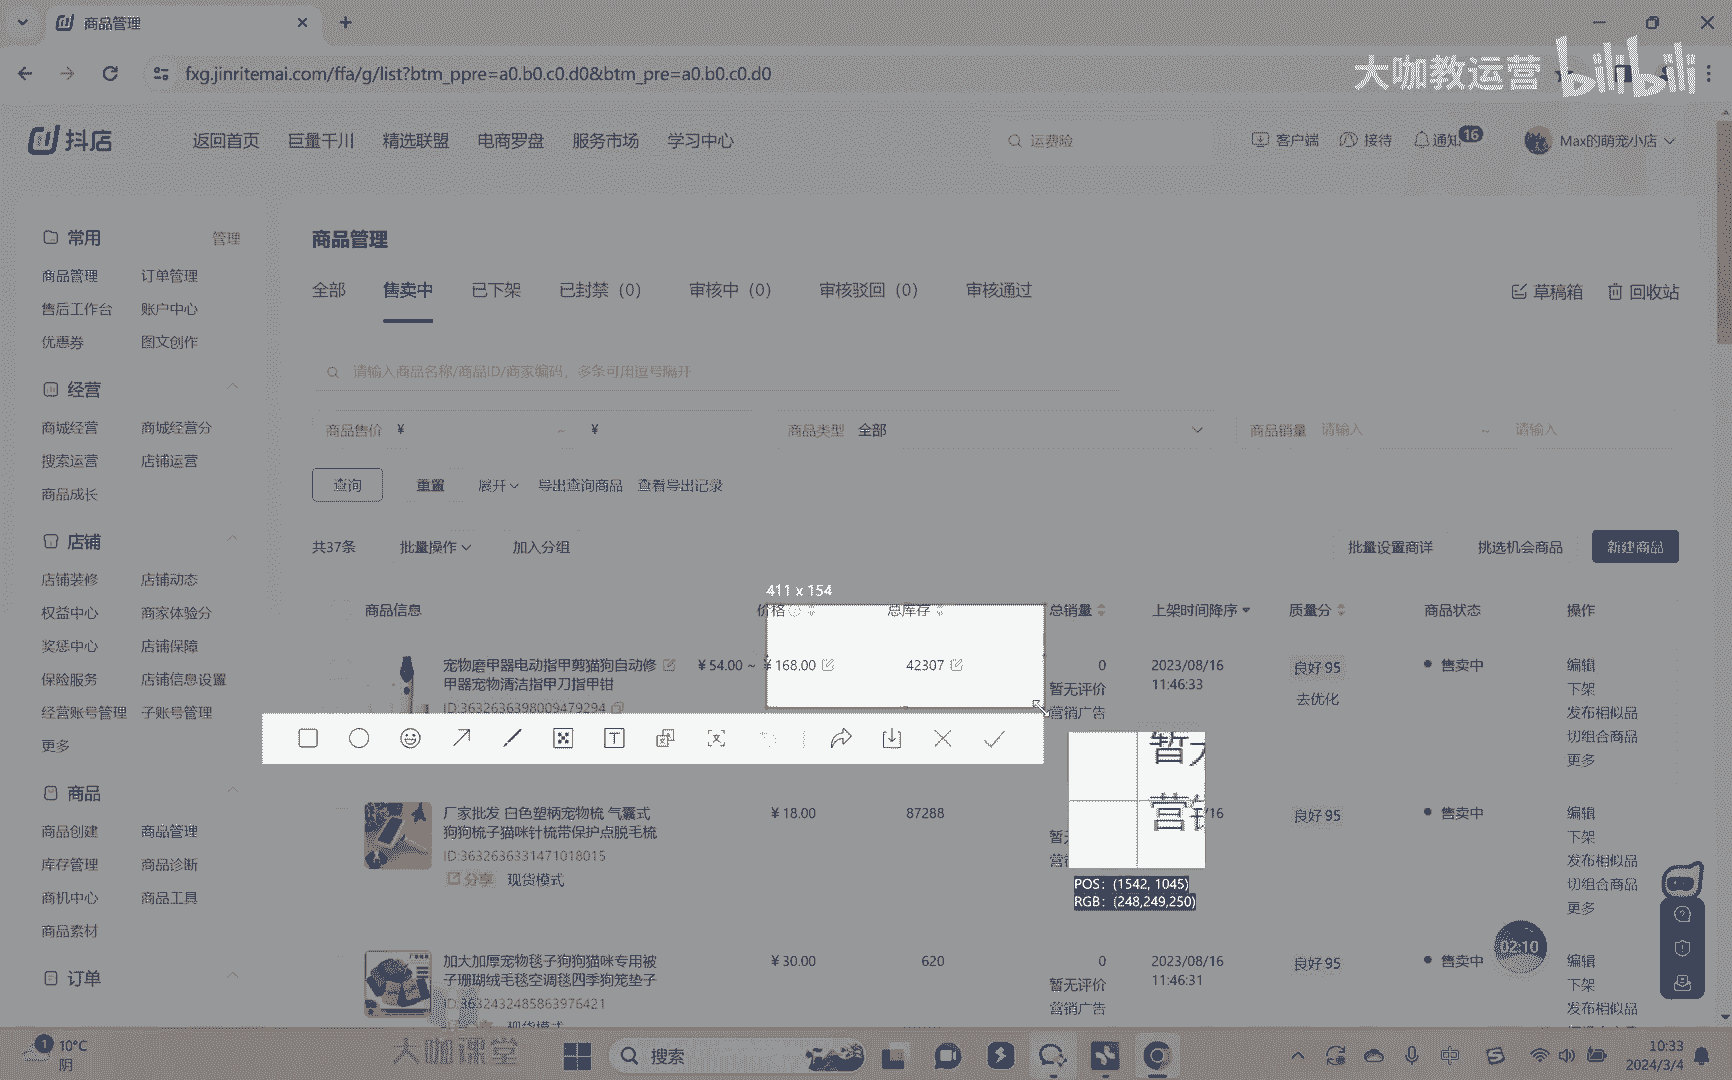 商品管理
fxg.jinritemai.com/ffa/g/list?btm_ppre=a0.b0.c0.d0&btm_pre=a0.b0.c0.d0
大咖教运营 bilibili
抖店 返回首页 巨量千川 精选联盟 电商罗盘 服务市场 学习中心 运费险 客户端 接待 通知 16 Max的萌宠小店
常用 管理
商品管理 订单管理
售后工作台 账户中心
优惠券 图文创作
经营
商城经营 商城经营分
搜索运营 店铺运营
商品成长
店铺
店铺装修 店铺动态
权益中心 商家体验分
奖惩中心 店铺保障
保险服务 店铺信息设置
经营账号管理 子账号管理
更多
商品
商品创建 商品管理
库存管理 商品诊断
商机中心 商品工具
商品素材
订单
商品管理
全部 售卖中 已下架 已封禁（0） 审核中（0） 审核驳回（0） 审核通过 草稿箱 回收站
请输入商品名称/商品ID/商家编码，多条可用逗号隔开
商品售价 ¥ ~ ¥ 商品类型 全部 商品销量 请输入 ~ 请输入
查询 重置 展开 导出查询商品 查看导出记录
共37条 批量操作 加入分组 批量设置商详 挑选机会商品 新建商品
411 x 154
商品信息 价格 总库存 总销量 上架时间降序 质量分 商品状态 操作
宠物磨甲器电动指甲剪猫狗自动修 ¥54.00 ~ ¥168.00 42307 0 2023/08/16 良好95 售卖中 编辑
甲器宠物清洁指甲刀指甲钳 暂无评价 11:46:33 去优化 下架
ID:3632636398009479294 营销广告 发布相似品
切组合商品
更多
暂
营销
厂家批发 白色塑柄宠物梳 气囊式 ¥18.00 87288 /16 良好95 售卖中 编辑
狗狗梳子猫咪针梳带保护点脱毛梳 下架
ID:3632636331471018015 发布相似品
分享 现货模式 切组合商品
更多
POS: (1542, 1045)
RGB: (248,249,250)
加大加厚宠物毯子狗狗猫咪专用被 ¥30.00 620 0 2023/08/16 良好95 售卖中 编辑
子珊瑚绒毛毯空调毯四季狗笼垫子 暂无评价 11:46:31 下架
ID:3632432485863976421 营销广告 发布相似品
现货模式
02:10
大咖课堂
1 10°C
阴
搜索
中
10:33
2024/3/4